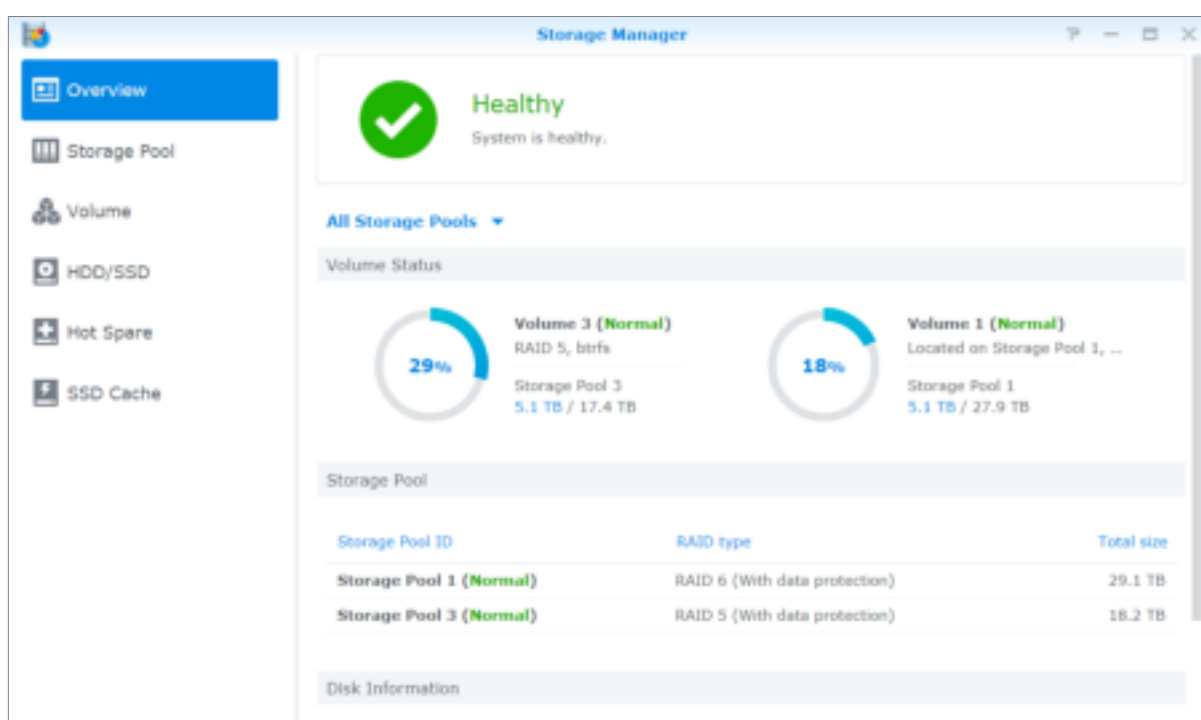 Storage Manager
Overview
Storage Pool
Volume
HDD/SSD
Hot Spare
SSD Cache
Healthy
System is healthy.
All Storage Pools
Volume Status
29%
Volume 3 (Normal)
RAID 5, btrfs
Storage Pool 3
5.1 TB / 17.4 TB
18%
Volume 1 (Normal)
Located on Storage Pool 1, ...
Storage Pool 1
5.1 TB / 27.9 TB
Storage Pool
Storage Pool ID RAID type Total size
Storage Pool 1 (Normal) RAID 6 (With data protection) 29.1 TB
Storage Pool 3 (Normal) RAID 5 (With data protection) 18.2 TB
Disk Information